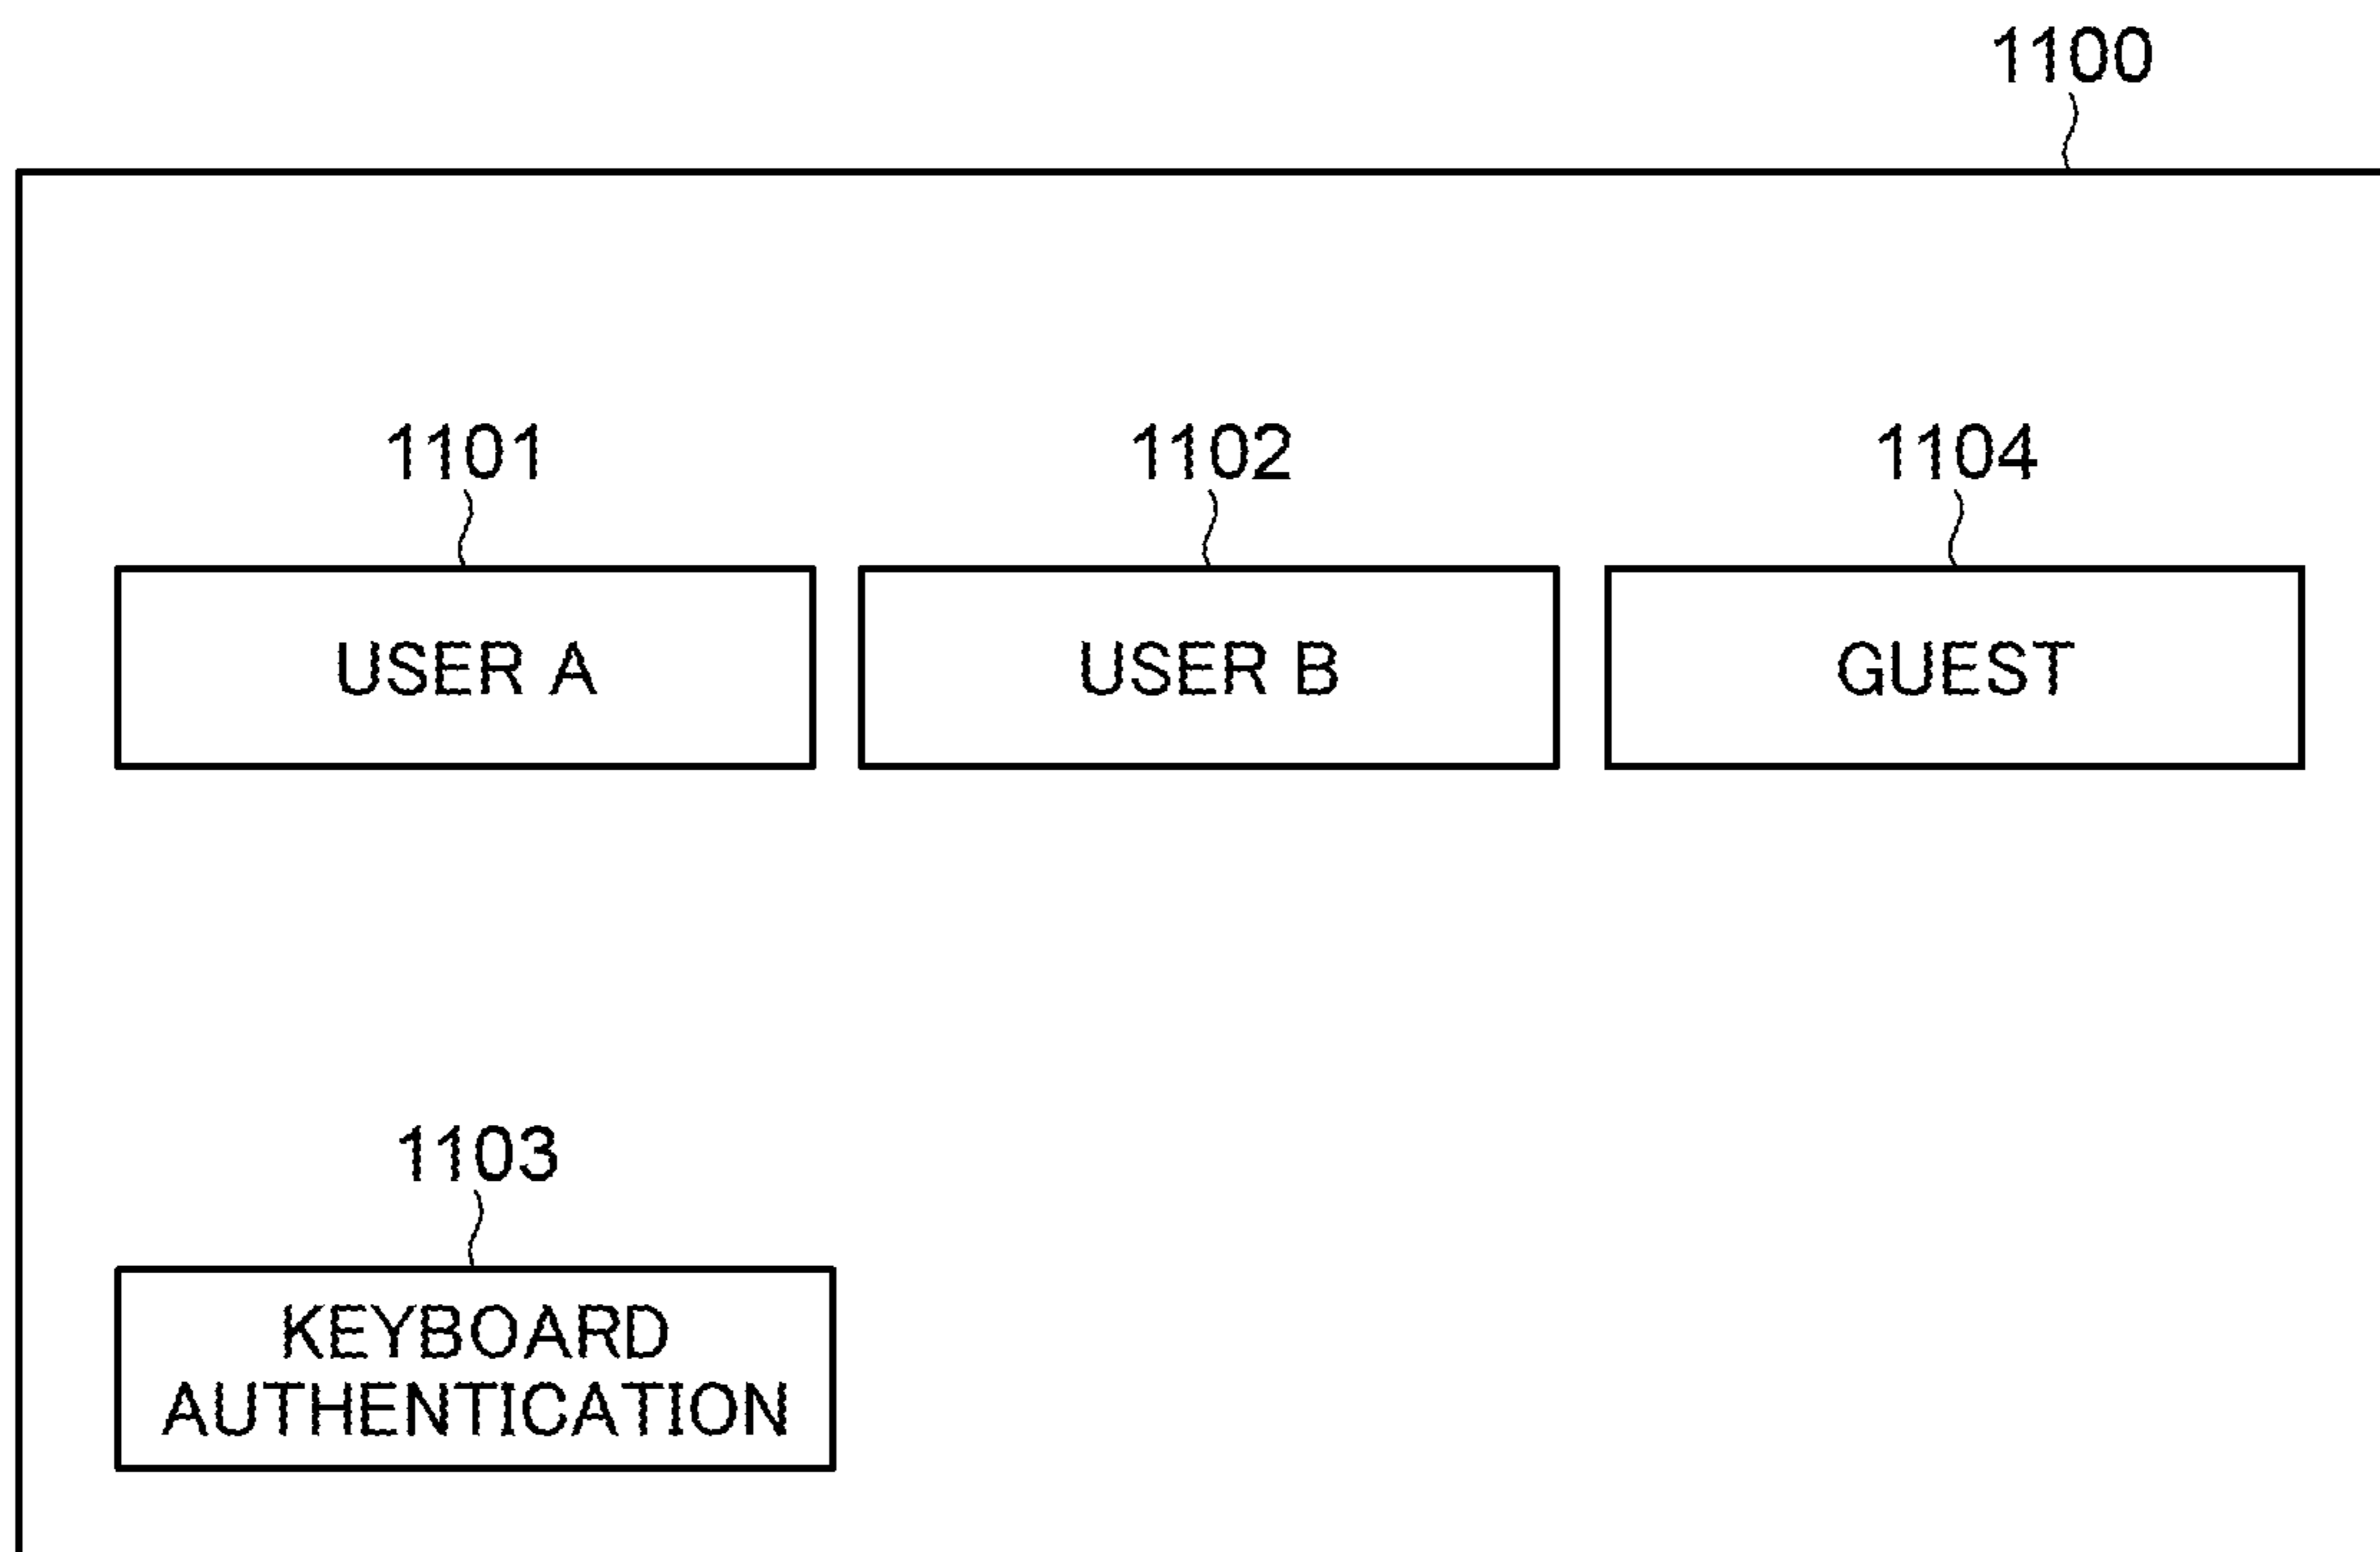 1100
1101
1102
1104
USER A
USER B
GUEST
1103
KEYBOARD
AUTHENTICATION